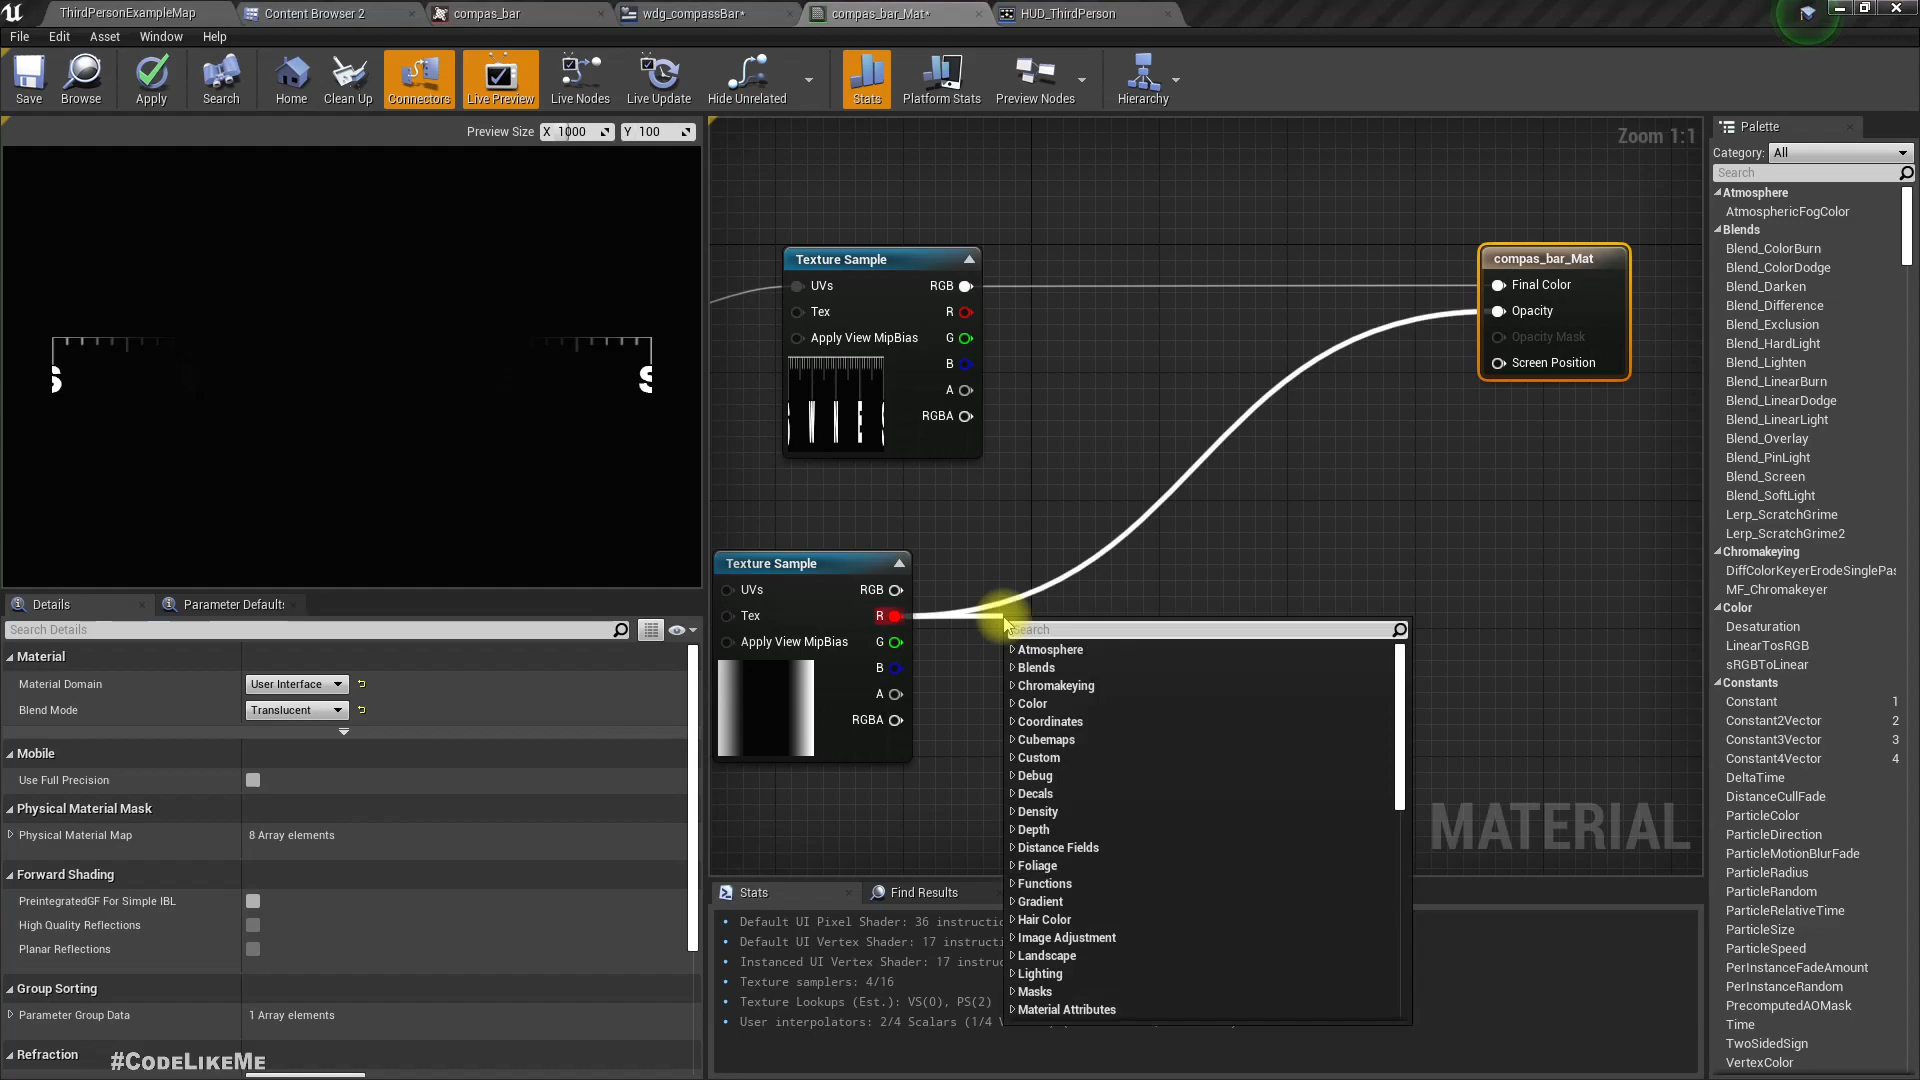 ThirdPersonExampleMap
Content Browser 2
compas_bar
wdg_compassBar*
compas_bar_Mat*
HUD_ThirdPerson
File Edit Asset Window Help
Save Browse Apply Search Home Clean Up Connectors Live Preview Live Nodes Live Update Hide Unrelated Stats Platform Stats Preview Nodes Hierarchy
Preview Size X 1000 Y 100
Zoom 1:1
Palette
Category: All
Search
Atmosphere
AtmosphericFogColor
Blends
Blend_ColorBurn
Blend_ColorDodge
Blend_Darken
Blend_Difference
Blend_Exclusion
Blend_HardLight
Blend_Lighten
Blend_LinearBurn
Blend_LinearDodge
Blend_LinearLight
Blend_Overlay
Blend_PinLight
Blend_Screen
Blend_SoftLight
Lerp_ScratchGrime
Lerp_ScratchGrime2
Chromakeying
DiffColorKeyerErodeSinglePas
MF_Chromakeyer
Color
Desaturation
LinearTosRGB
sRGBToLinear
Constants
Constant 1
Constant2Vector 2
Constant3Vector 3
Constant4Vector 4
DeltaTime
DistanceCullFade
ParticleColor
ParticleDirection
ParticleMotionBlurFade
ParticleRadius
ParticleRandom
ParticleRelativeTime
ParticleSize
ParticleSpeed
PerInstanceFadeAmount
PerInstanceRandom
PrecomputedAOMask
Time
TwoSidedSign
VertexColor
S S
Texture Sample
UVs RGB
Tex R
Apply View MipBias G
B
A
RGBA
compas_bar_Mat
Final Color
Opacity
Opacity Mask
Screen Position
Texture Sample
UVs RGB
Tex R
Apply View MipBias G
B
A
RGBA
Search
Atmosphere
Blends
Chromakeying
Color
Coordinates
Cubemaps
Custom
Debug
Decals
Density
Depth
Distance Fields
Foliage
Functions
Gradient
Hair Color
Image Adjustment
Landscape
Lighting
Masks
Material Attributes
MATERIAL
Details
Parameter Default:
Search Details
Material
Material Domain User Interface
Blend Mode Translucent
Mobile
Use Full Precision
Physical Material Mask
Physical Material Map 8 Array elements
Forward Shading
PreintegratedGF For Simple IBL
High Quality Reflections
Planar Reflections
Group Sorting
Parameter Group Data 1 Array elements
Refraction
#CODELIKEME
Stats
Find Results
Default UI Pixel Shader: 36 instructi
Default UI Vertex Shader: 17 instructi
Instanced UI Vertex Shader: 17 instruc
Texture samplers: 4/16
Texture Lookups (Est.): VS(0), PS(2)
User interpolators: 2/4 Scalars (1/4 V